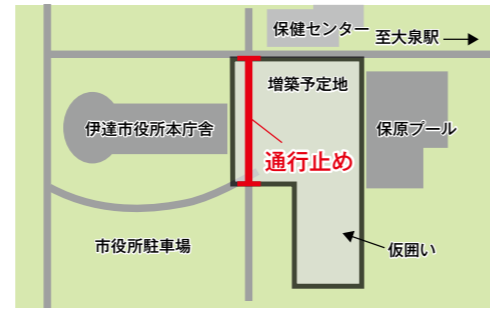 保健センター
至大泉駅
増築予定地
伊達市役所本庁舎
保原プール
通行止め
市役所駐車場
仮囲い